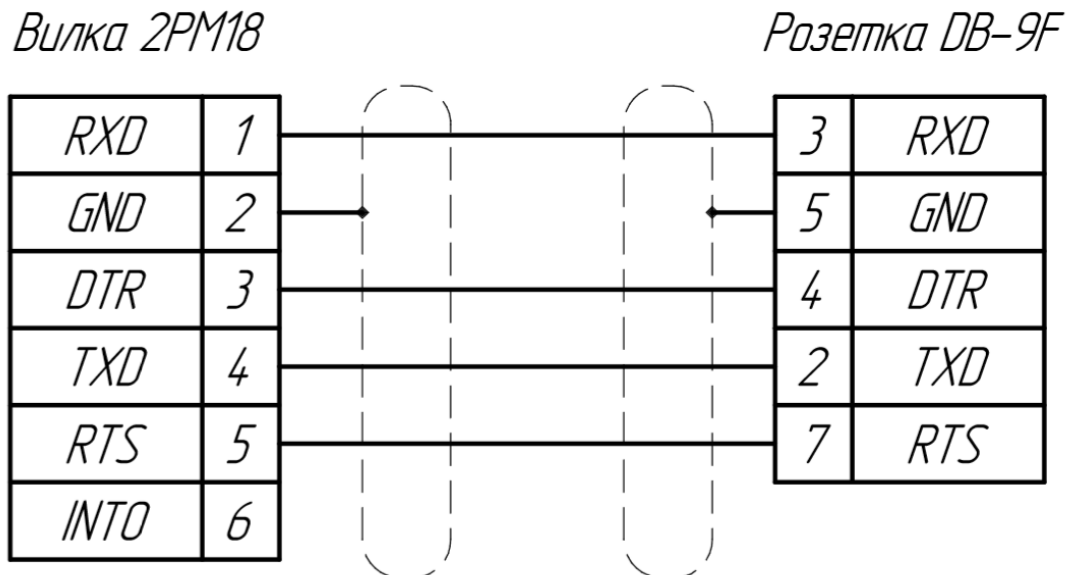 Вилка 2РМ18 Розетка DB-9F
RXD 1 3 RXD
GND 2 5 GND
DTR 3 4 DTR
TXD 4 2 TXD
RTS 5 7 RTS
INTO 6